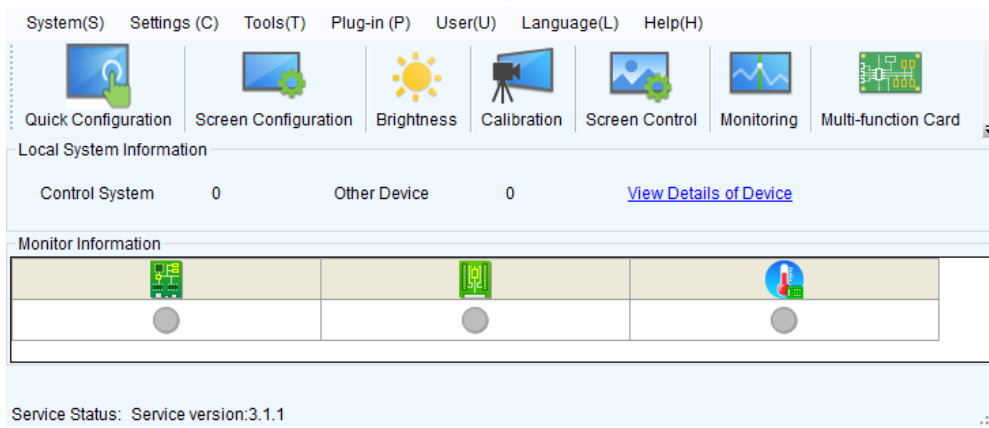 System(S) Settings (C) Tools(T) Plug-in (P) User(U) Language(L) Help(H)
Quick Configuration Screen Configuration Brightness Calibration Screen Control Monitoring Multi-function Card
Local System Information
Control System 0 Other Device 0 View Details of Device
Monitor Information
Service Status: Service version:3.1.1